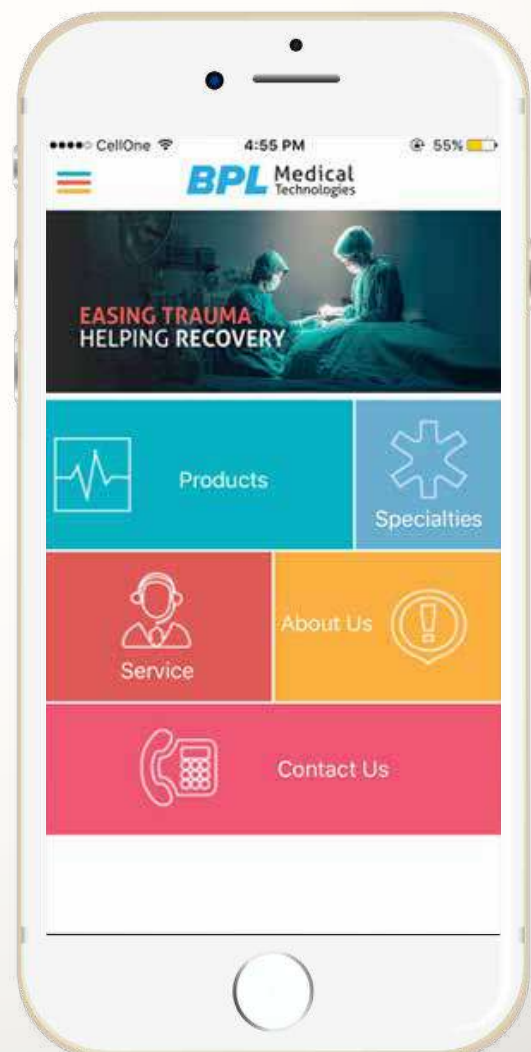 CellOne
4:55 PM
55%
BPL Medical
Technologies
EASING TRAUMA
HELPING RECOVERY
Products
Specialties
Service
About Us
Contact Us